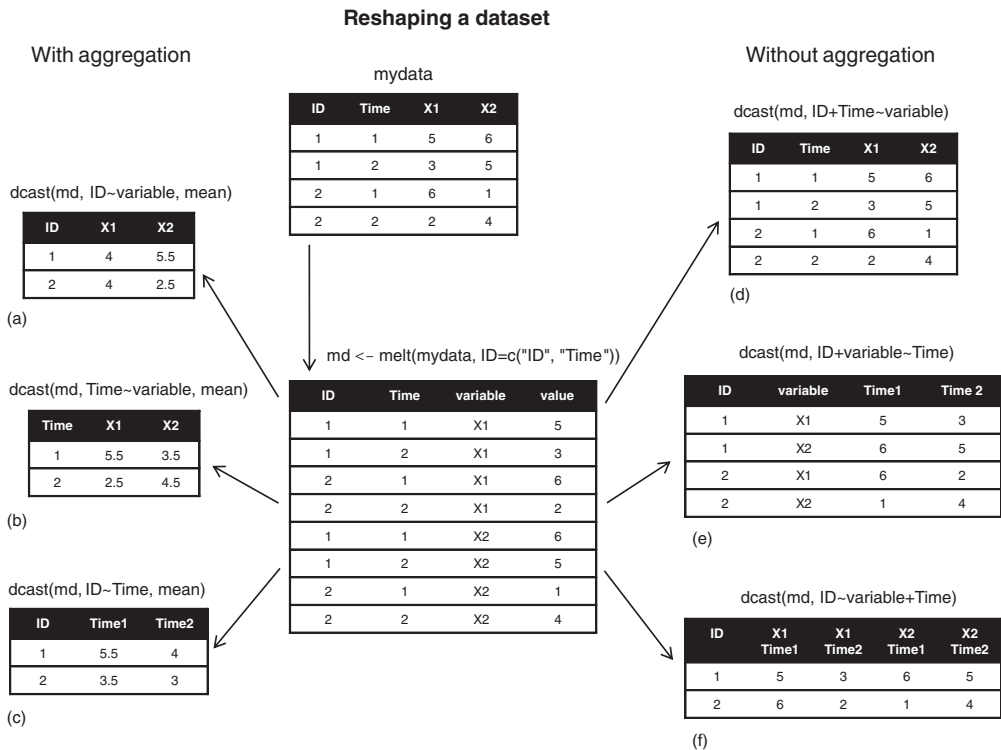 Reshaping a dataset
With aggregation
Without aggregation
mydata
ID Time X1 X2
1 1 5 6
1 2 3 5
2 1 6 1
2 2 2 4
dcast(md, ID~variable, mean)
ID X1 X2
1 4 5.5
2 4 2.5
(a)
dcast(md, Time~variable, mean)
Time X1 X2
1 5.5 3.5
2 2.5 4.5
(b)
dcast(md, ID~Time, mean)
ID Time1 Time2
1 5.5 4
2 3.5 3
(c)
md <- melt(mydata, ID=c("ID", "Time"))
ID Time variable value
1 1 X1 5
1 2 X1 3
2 1 X1 6
2 2 X1 2
1 1 X2 6
1 2 X2 5
2 1 X2 1
2 2 X2 4
dcast(md, ID+Time~variable)
ID Time X1 X2
1 1 5 6
1 2 3 5
2 1 6 1
2 2 2 4
(d)
dcast(md, ID+variable~Time)
ID variable Time1 Time 2
1 X1 5 3
1 X2 6 5
2 X1 6 2
2 X2 1 4
(e)
dcast(md, ID~variable+Time)
ID X1 X1 X2 X2
Time1 Time2 Time1 Time2
1 5 3 6 5
2 6 2 1 4
(f)